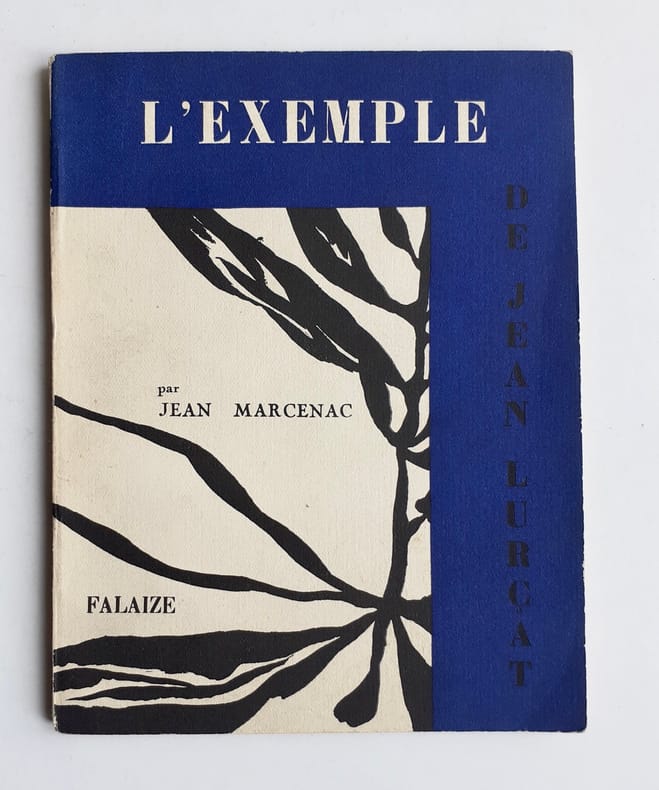 L'EXEMPLE
DE JEAN LURÇAT
par
JEAN MARCENAC
FALAIZE